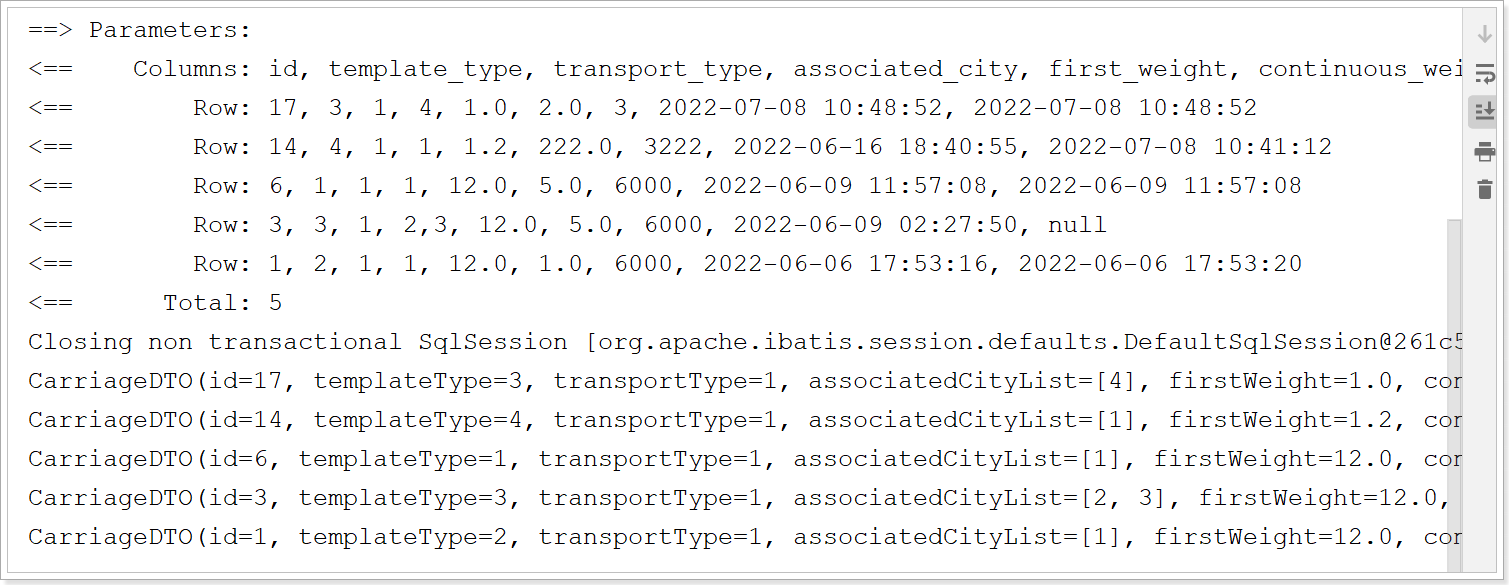 ==> Parameters:
<==    Columns: id, template_type, transport_type, associated_city, first_weight, continuous_wei
<==        Row: 17, 3, 1, 4, 1.0, 2.0, 3, 2022-07-08 10:48:52, 2022-07-08 10:48:52
<==        Row: 14, 4, 1, 1, 1.2, 222.0, 3222, 2022-06-16 18:40:55, 2022-07-08 10:41:12
<==        Row: 6, 1, 1, 1, 12.0, 5.0, 6000, 2022-06-09 11:57:08, 2022-06-09 11:57:08
<==        Row: 3, 3, 1, 2,3, 12.0, 5.0, 6000, 2022-06-09 02:27:50, null
<==        Row: 1, 2, 1, 1, 12.0, 1.0, 6000, 2022-06-06 17:53:16, 2022-06-06 17:53:20
<==      Total: 5
Closing non transactional SqlSession [org.apache.ibatis.session.defaults.DefaultSqlSession@261c5
CarriageDTO(id=17, templateType=3, transportType=1, associatedCityList=[4], firstWeight=1.0, con
CarriageDTO(id=14, templateType=4, transportType=1, associatedCityList=[1], firstWeight=1.2, con
CarriageDTO(id=6, templateType=1, transportType=1, associatedCityList=[1], firstWeight=12.0, con
CarriageDTO(id=3, templateType=3, transportType=1, associatedCityList=[2, 3], firstWeight=12.0,
CarriageDTO(id=1, templateType=2, transportType=1, associatedCityList=[1], firstWeight=12.0, con